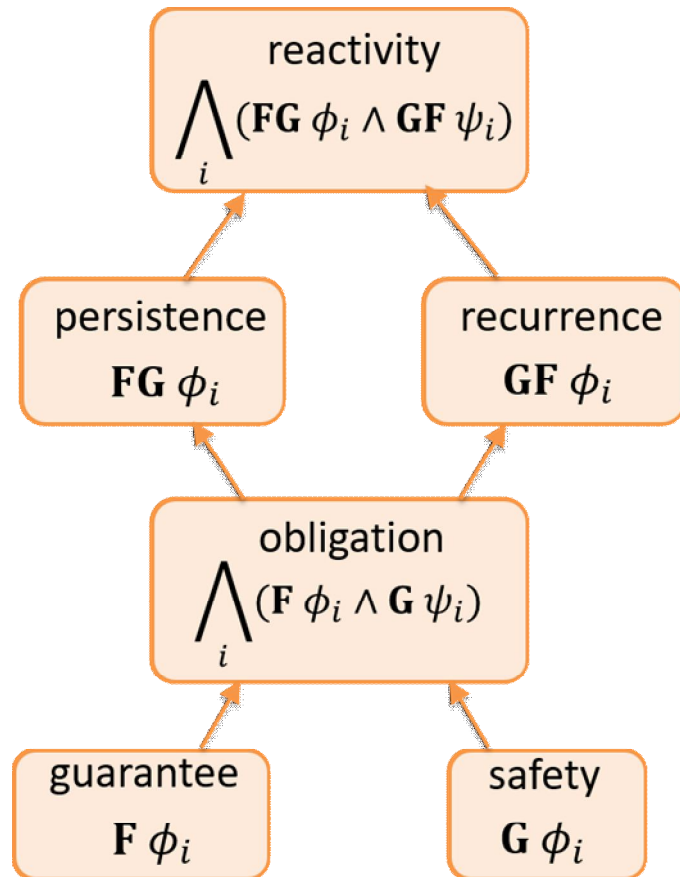 reactivity
⋀ᵢ(FG ϕᵢ ∧ GF ψᵢ)
persistence
FG ϕᵢ
recurrence
GF ϕᵢ
obligation
⋀ᵢ(F ϕᵢ ∧ G ψᵢ)
guarantee
F ϕᵢ
safety
G ϕᵢ